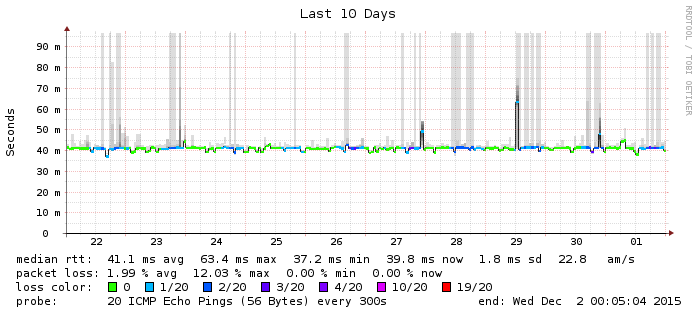 Last 10 Days
RRDTOOL / TOBI OETIKER
Seconds
90 m
80 m
70 m
60 m
50 m
40 m
30 m
20 m
10 m
0
22 23 24 25 26 27 28 29 30 01
median rtt: 41.1 ms avg 63.4 ms max 37.2 ms min 39.8 ms now 1.8 ms sd 22.8 am/s
packet loss: 1.99 % avg 12.03 % max 0.00 % min 0.00 % now
loss color: 0 1/20 2/20 3/20 4/20 10/20 19/20
probe: 20 ICMP Echo Pings (56 Bytes) every 300s end: Wed Dec 2 00:05:04 2015